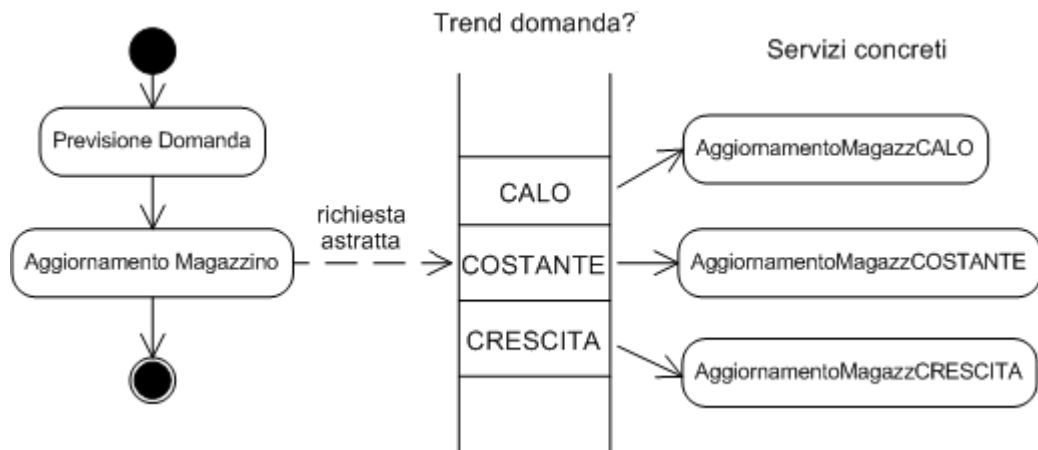 Trend domanda?
Servizi concreti
Previsione Domanda
AggiornamentoMagazzCALO
CALO
richiesta
astratta
Aggiornamento Magazzino
COSTANTE
AggiornamentoMagazzCOSTANTE
CRESCITA
AggiornamentoMagazzCRESCITA